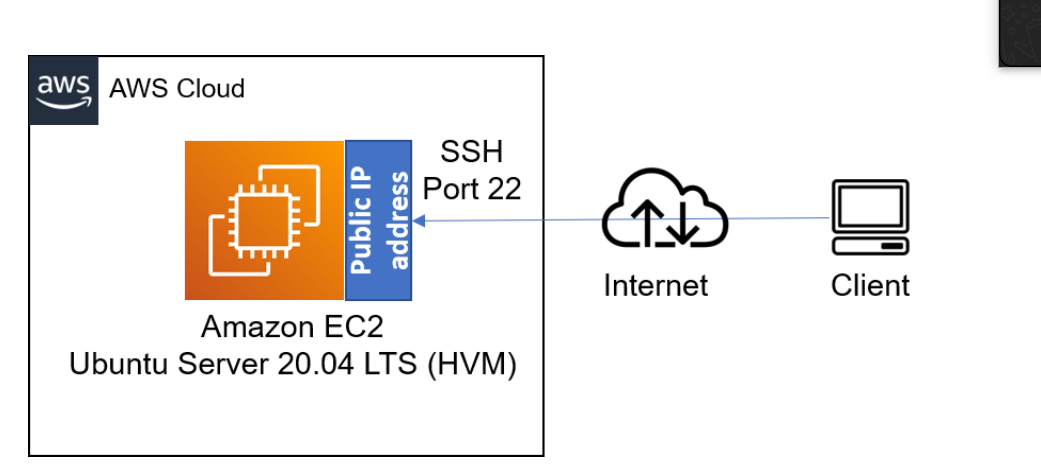 aws
AWS Cloud
SSH
Port 22
Public IP
address
Internet
Client
Amazon EC2
Ubuntu Server 20.04 LTS (HVM)